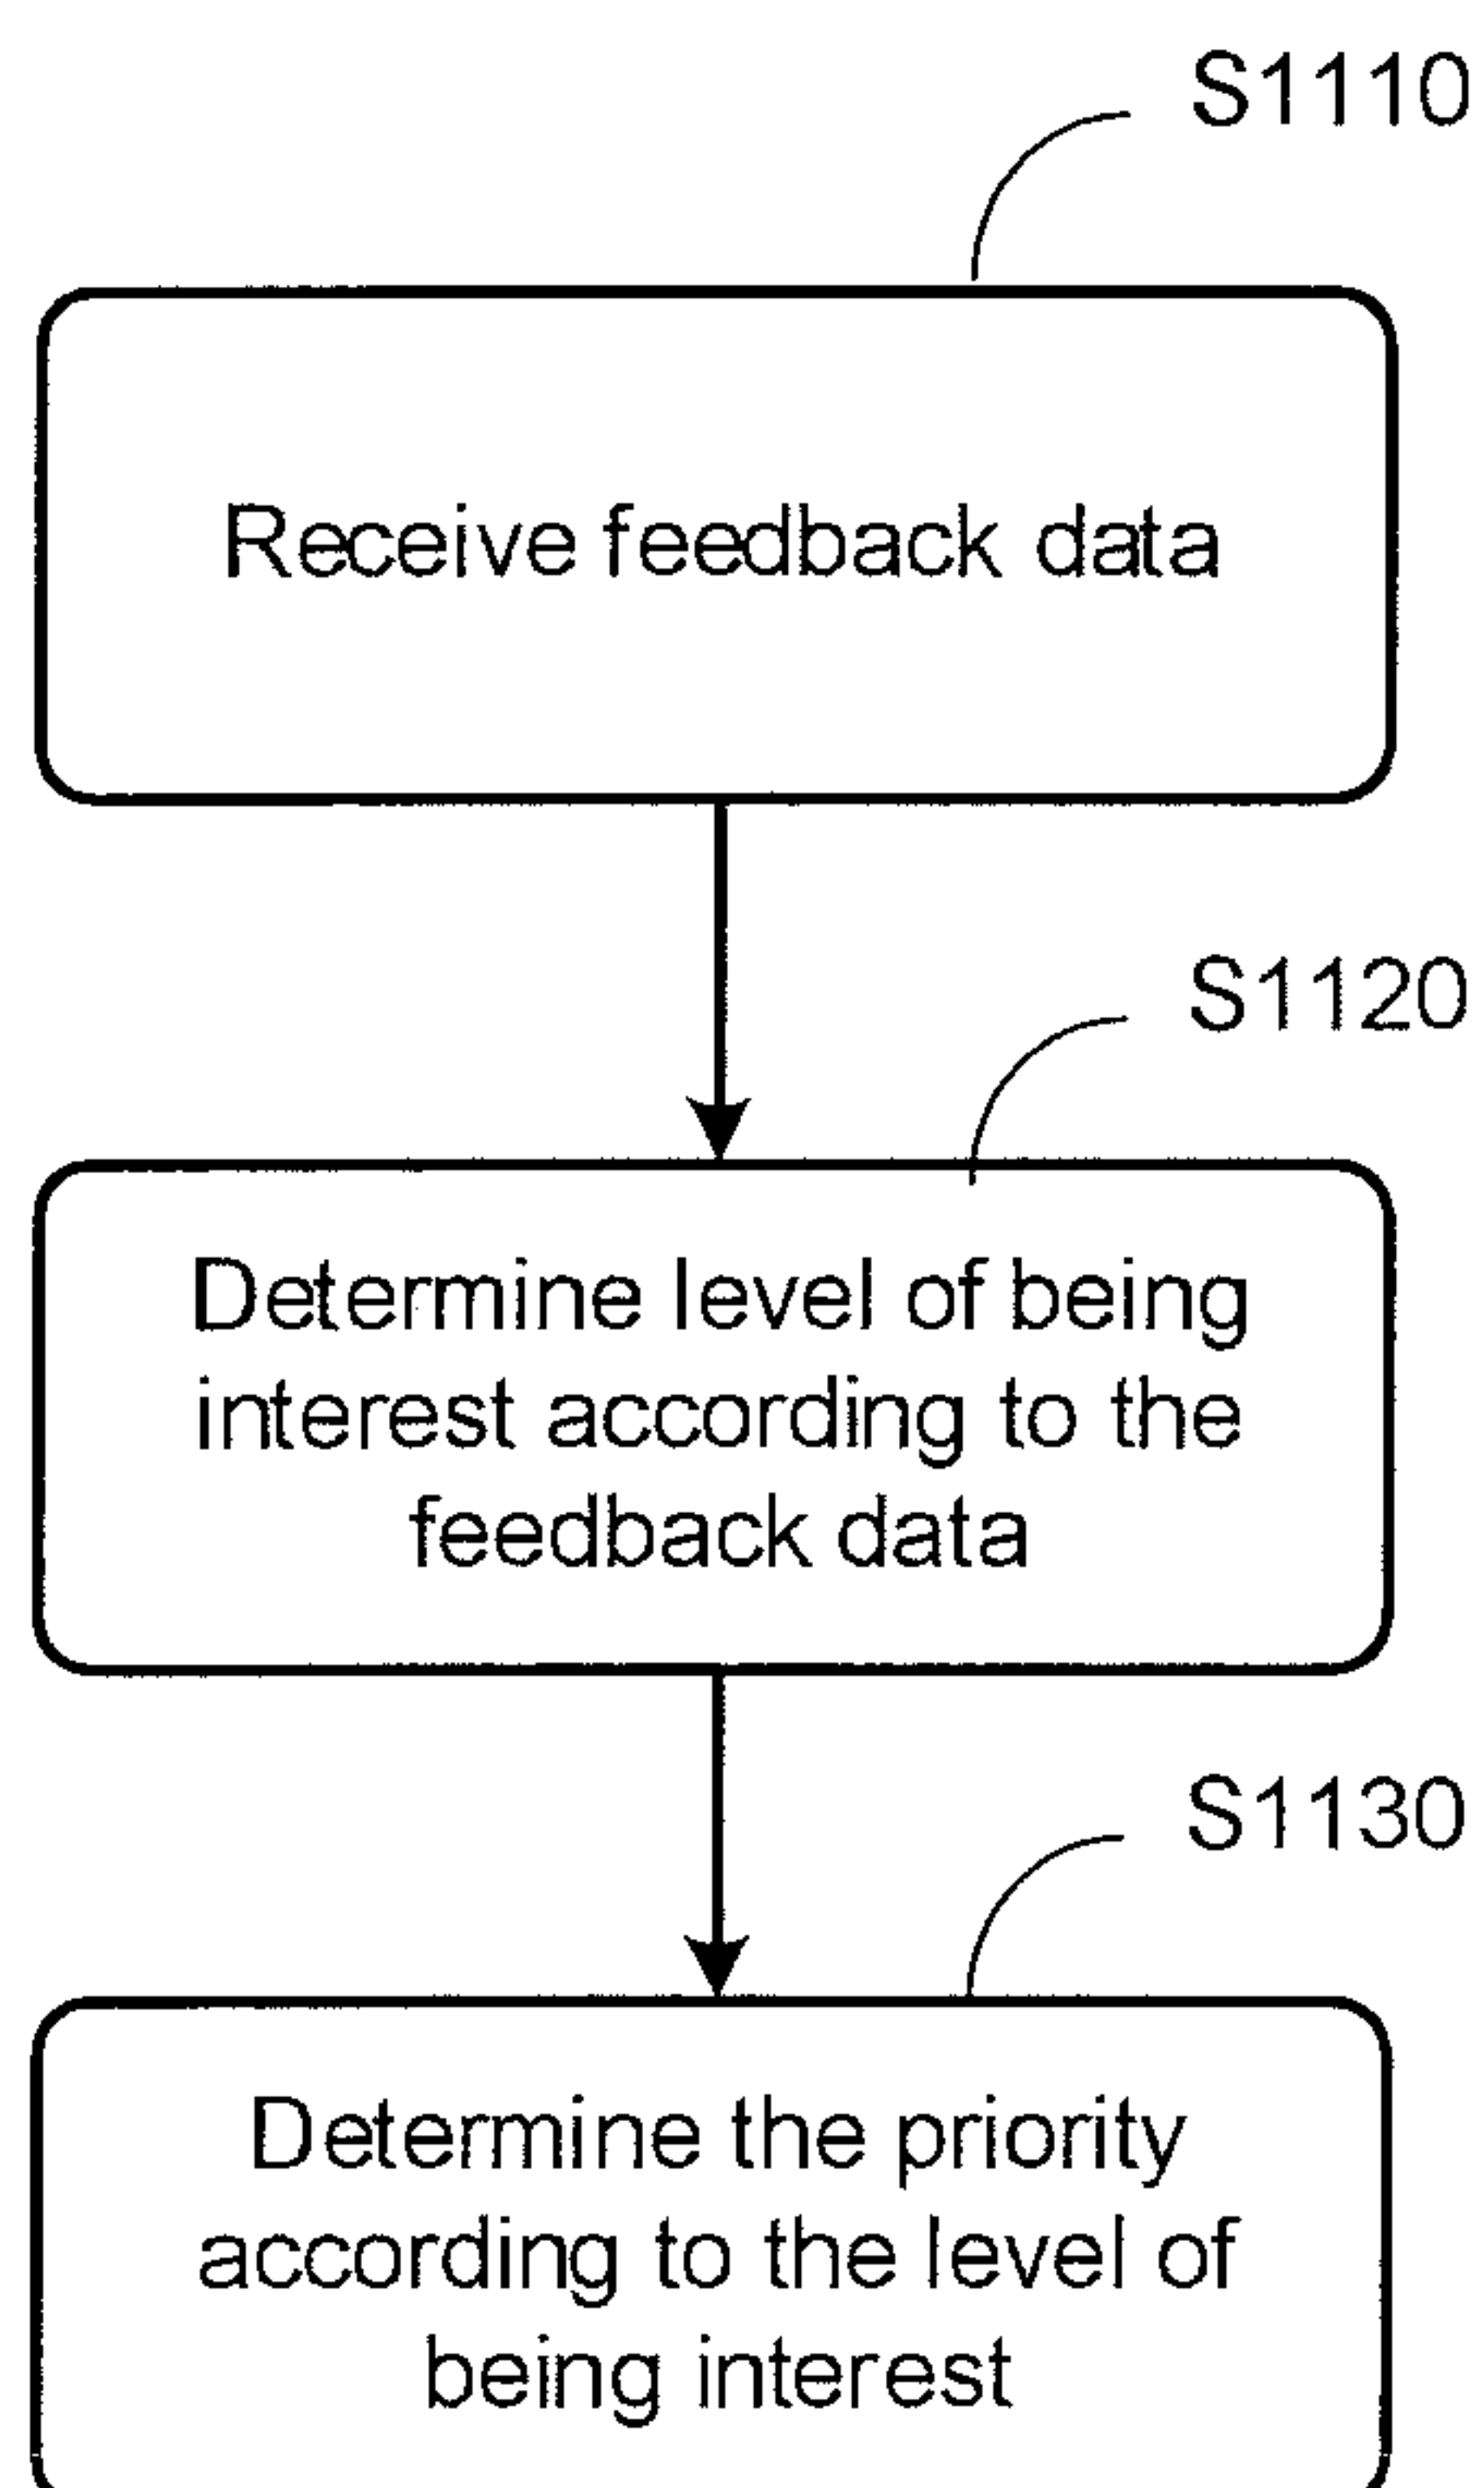 S1110
Receive feedback data
S1120
Determine level of being
interest according to the
feedback data
S1130
Determine the priority
according to the level of
being interest